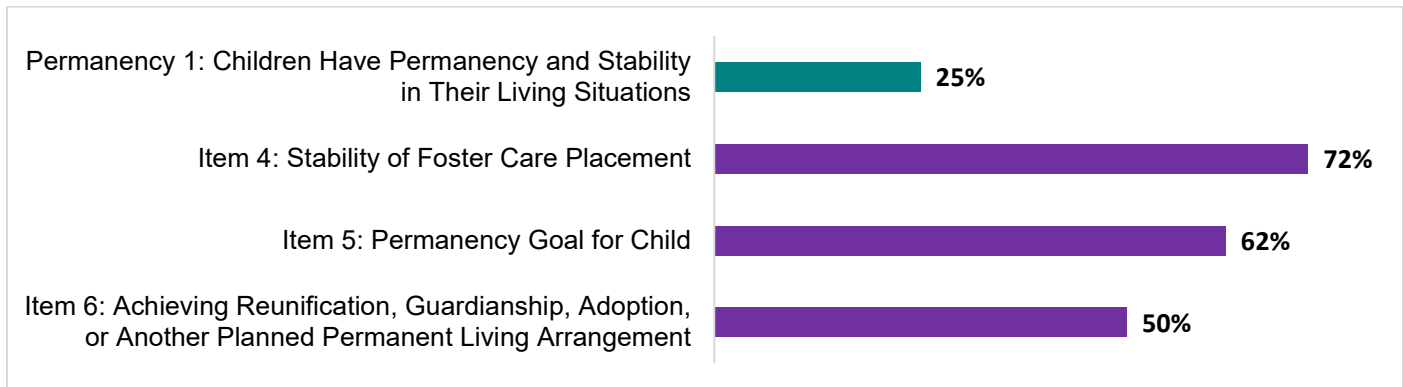 Permanency 1: Children Have Permanency and Stability
in Their Living Situations
25%
Item 4: Stability of Foster Care Placement
72%
Item 5: Permanency Goal for Child
62%
Item 6: Achieving Reunification, Guardianship, Adoption,
or Another Planned Permanent Living Arrangement
50%